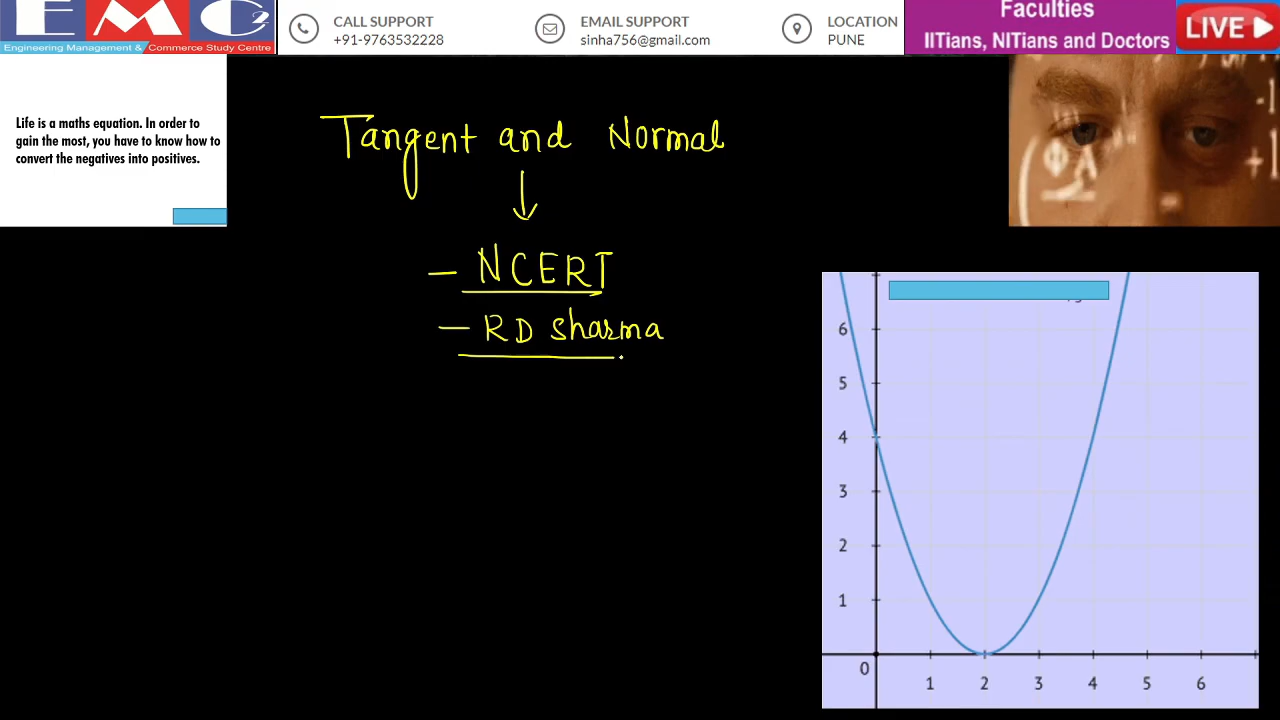 EMC2
Engineering Management & Commerce Study Centre
CALL SUPPORT
+91-9763532228
EMAIL SUPPORT
sinha756@gmail.com
LOCATION
PUNE
Faculties
IITians, NITians and Doctors
LIVE
Life is a maths equation. In order to
gain the most, you have to know how to
convert the negatives into positives.
Tangent and Normal
- NCERT
- RD Sharma
-1
+1
6
5
4
3
2
1
0
1 2 3 4 5 6